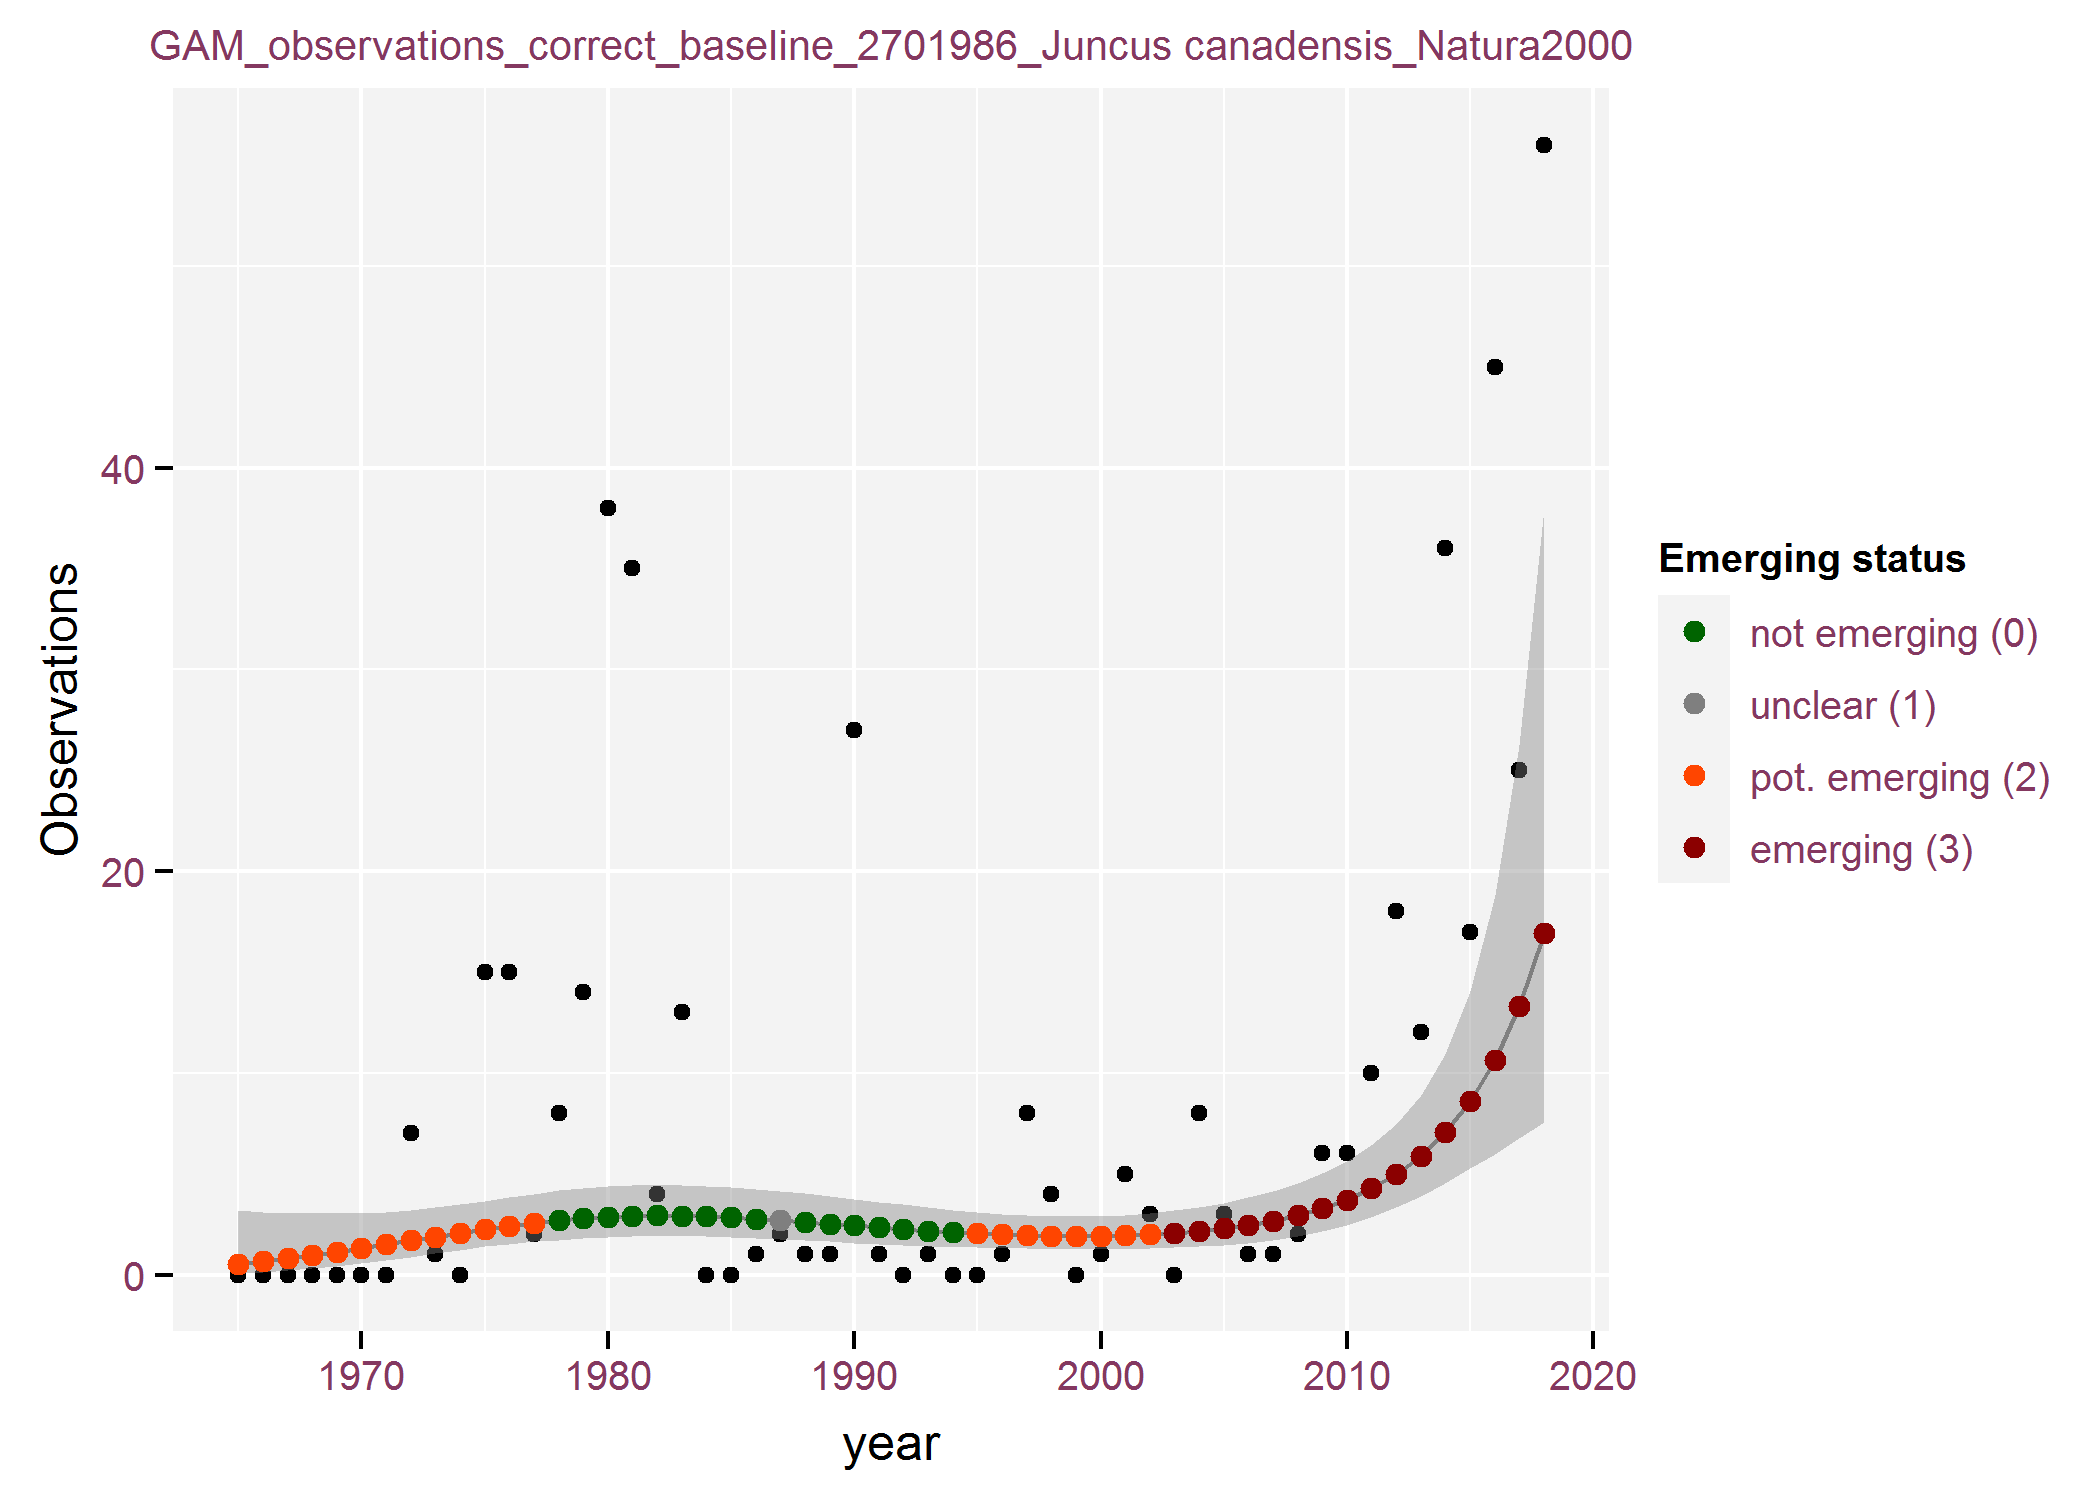 GAM_observations_correct_baseline_2701986_Juncus canadensis_Natura2000
Observations
40
20
0
1970
1980
1990
2000
2010
2020
year
Emerging status
not emerging (0)
unclear (1)
pot. emerging (2)
emerging (3)